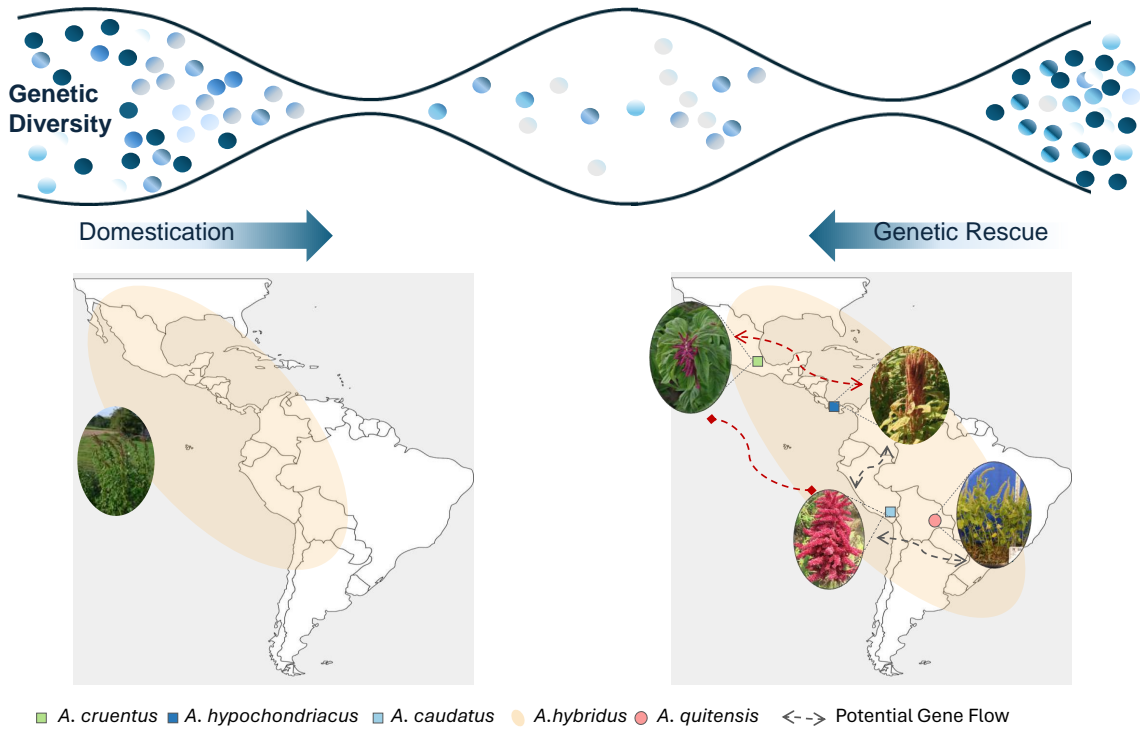 Genetic
Diversity
Domestication
Genetic Rescue
A. cruentus A. hypochondriacus A. caudatus A.hybridus A. quitensis Potential Gene Flow